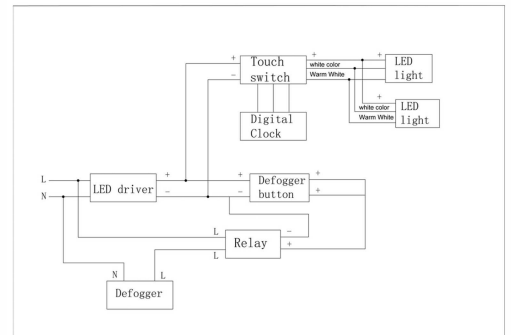 +
Touch
switch
-
+
white color
Warm White
+
LED
light
+
white color
Warm White
LED
light
Digital
Clock
L
N
LED driver
+
-
+
-
Defogger
button
+
+
L
L
Relay
-
+
N
L
Defogger